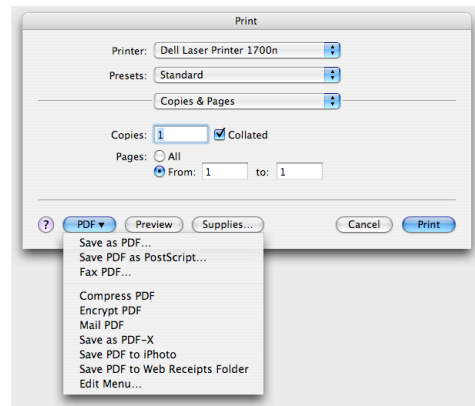 Print
Printer: Dell Laser Printer 1700n
Presets: Standard
Copies & Pages
Copies: 1 Collated
Pages: All
From: 1 to: 1
? PDF▼ Preview Supplies... Cancel Print
Save as PDF...
Save PDF as PostScript...
Fax PDF...
Compress PDF
Encrypt PDF
Mail PDF
Save as PDF-X
Save PDF to iPhoto
Save PDF to Web Receipts Folder
Edit Menu...